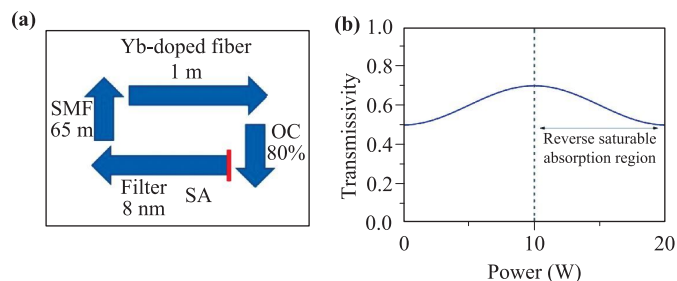 (a)
Yb-doped fiber
1 m
SMF
65 m
OC
80%
Filter
8 nm
SA
(b)
Transmissivity
1.0
0.8
0.6
0.4
0.2
0.0
Reverse saturable
absorption region
0
10
20
Power (W)